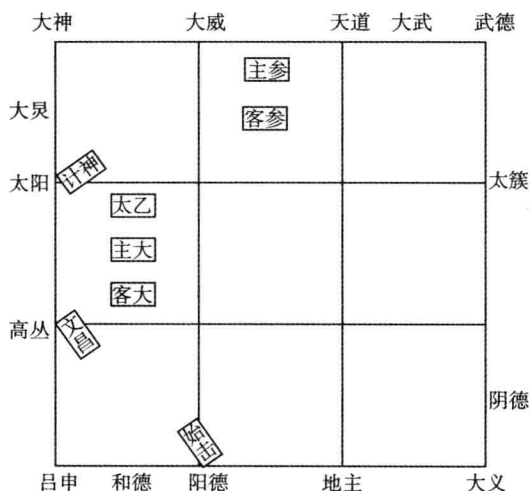 大神 大威 天道 大武 武德
主参
大炅 客参
计神
太阳 太簇
太乙
主大
客大
高丛 文昌
阴德
始击
吕申 和德 阳德 地主 大义